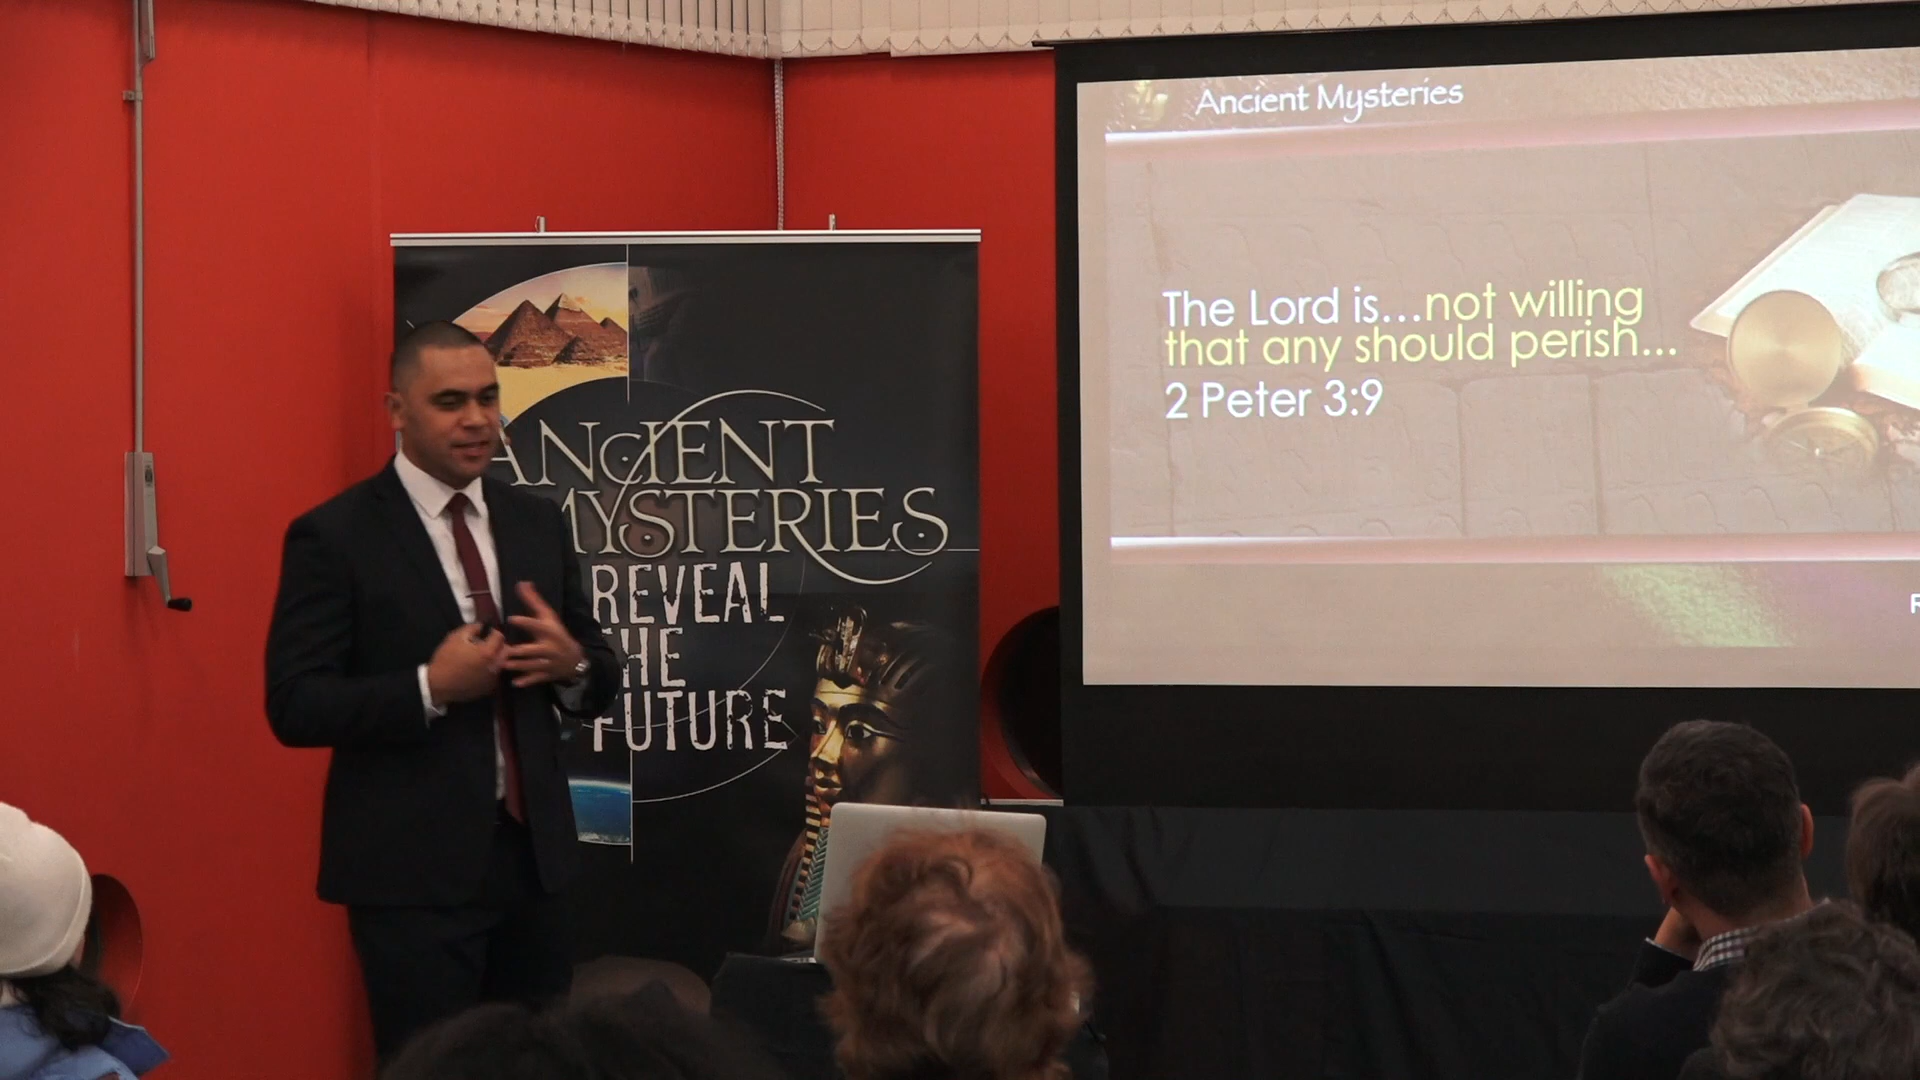 Ancient Mysteries
The Lord is...not willing
that any should perish...
2 Peter 3:9
ANCIENT
MYSTERIES
REVEAL
THE
FUTURE